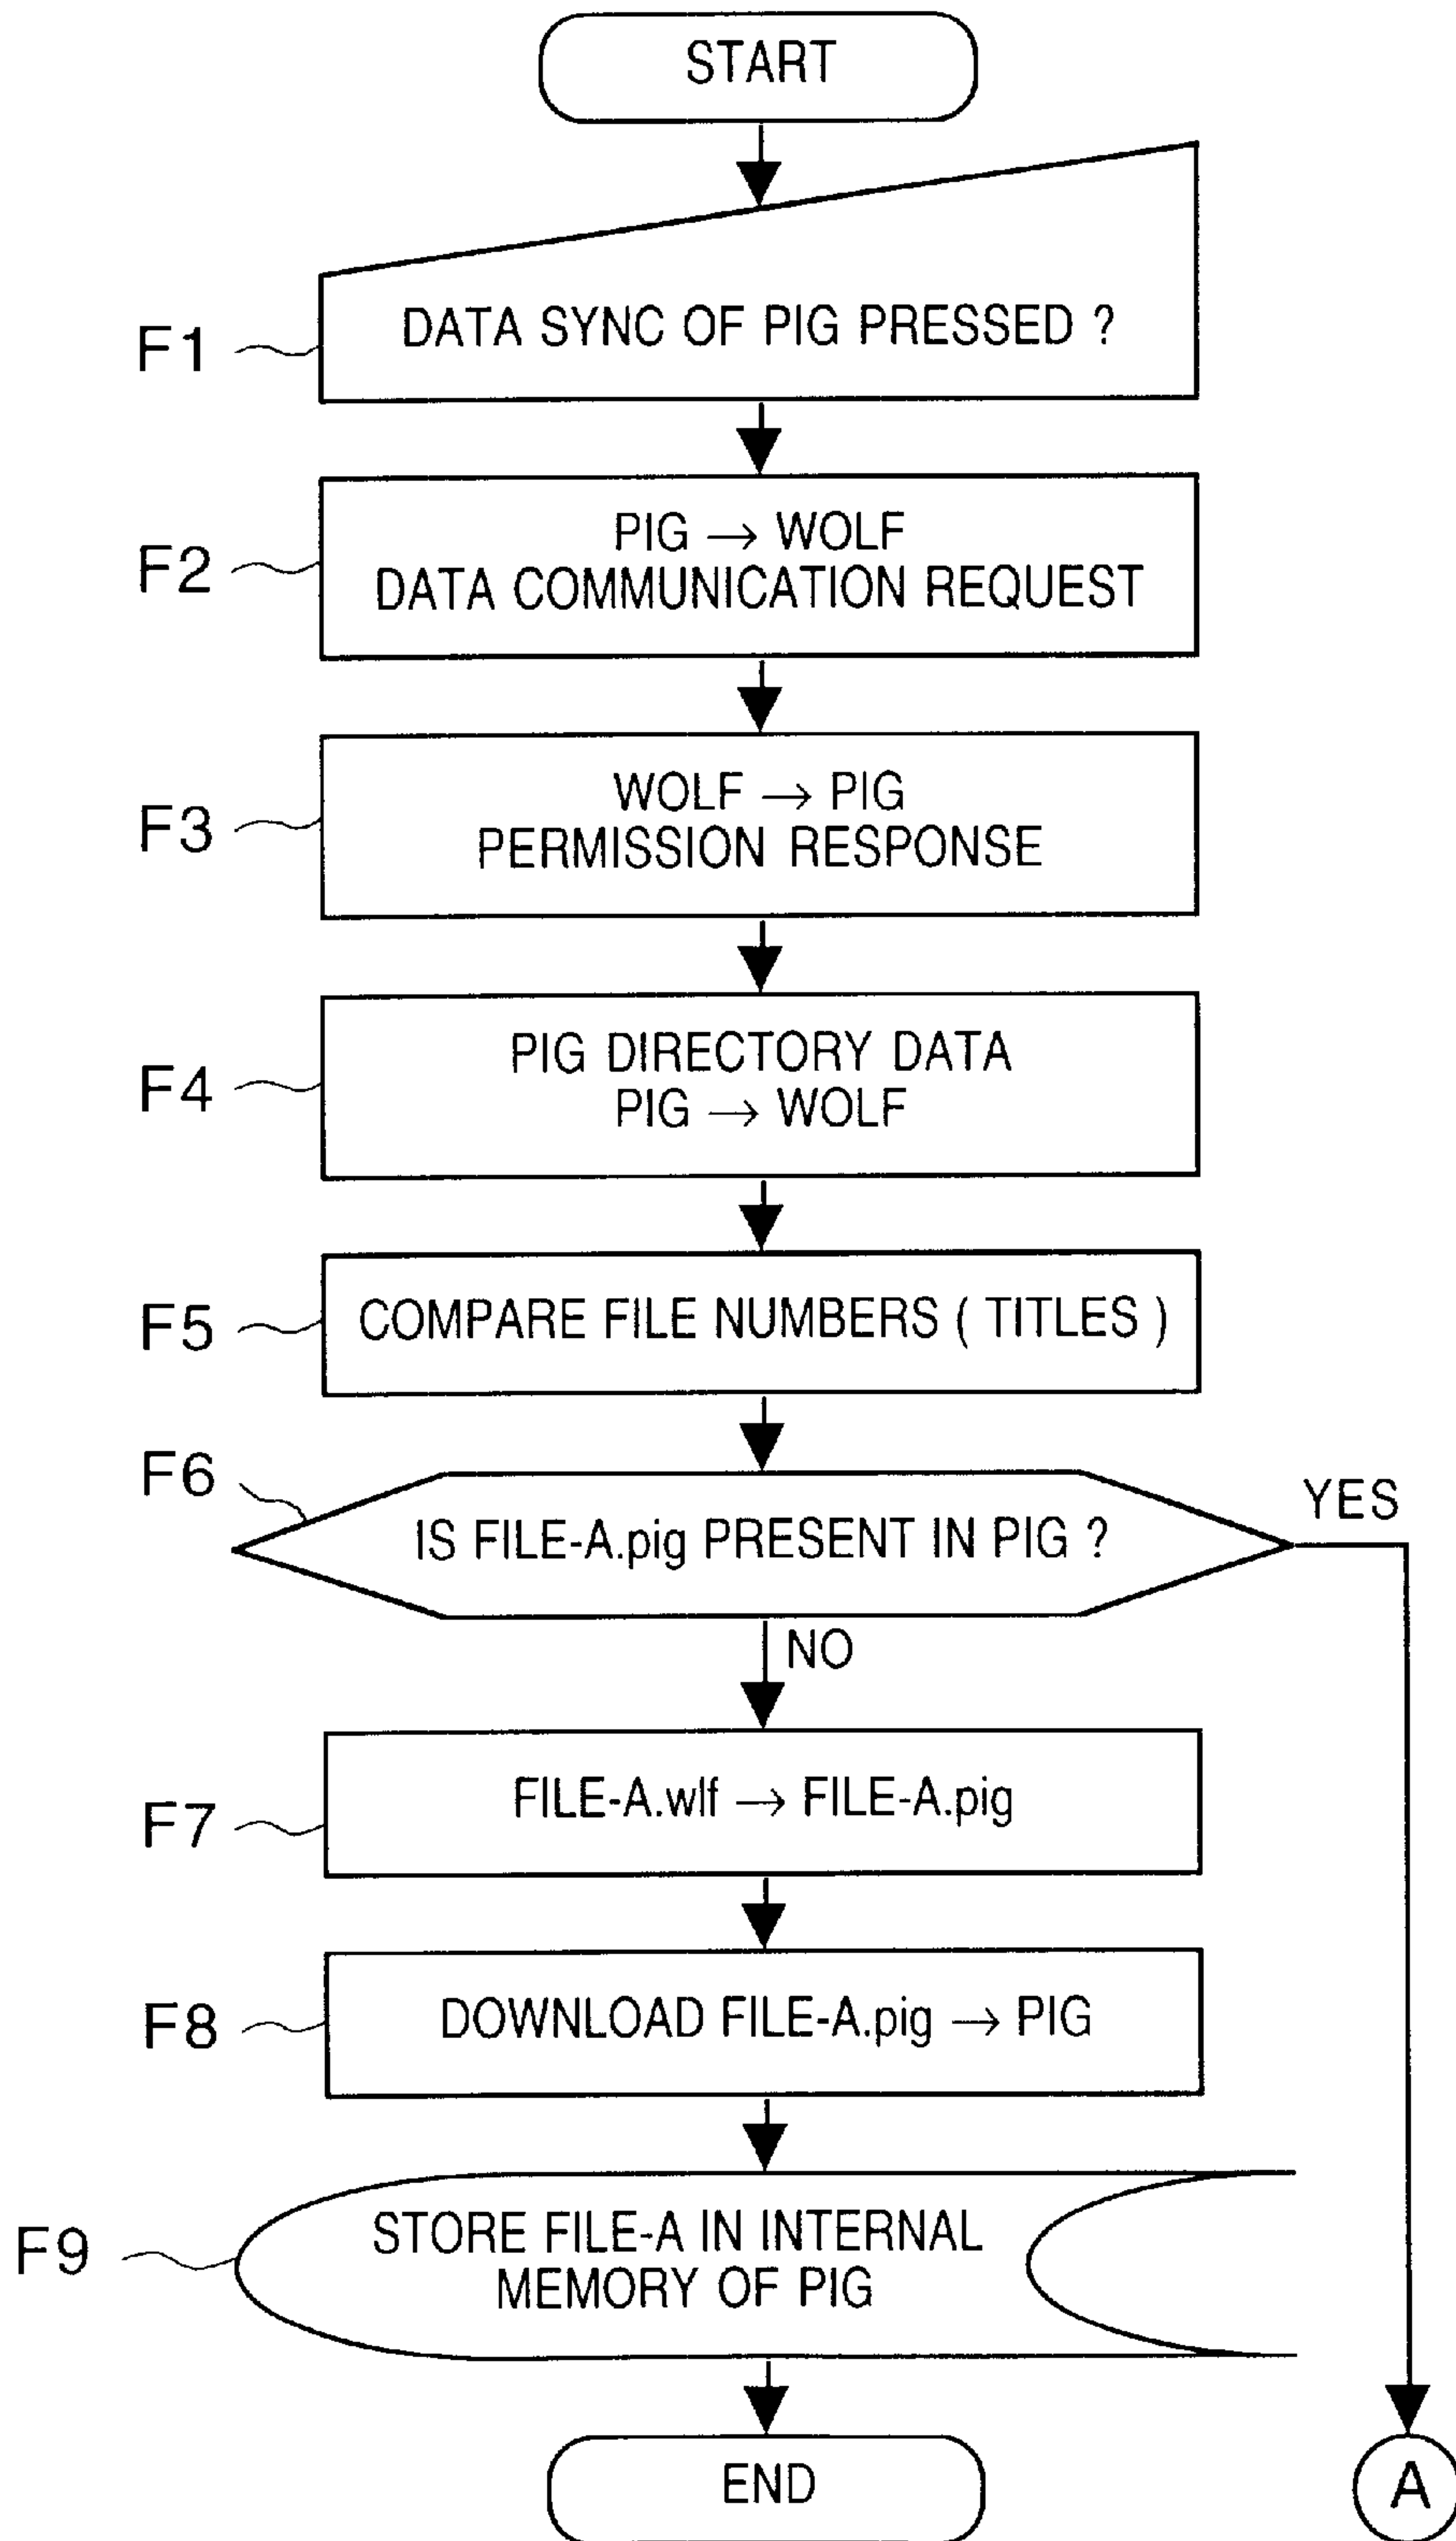 START
F1
DATA SYNC OF PIG PRESSED ?
F2
PIG → WOLF
DATA COMMUNICATION REQUEST
F3
WOLF → PIG
PERMISSION RESPONSE
F4
PIG DIRECTORY DATA
PIG → WOLF
F5
COMPARE FILE NUMBERS ( TITLES )
F6
IS FILE-A.pig PRESENT IN PIG ?
YES
NO
F7
FILE-A.wlf → FILE-A.pig
F8
DOWNLOAD FILE-A.pig → PIG
F9
STORE FILE-A IN INTERNAL
MEMORY OF PIG
END
A